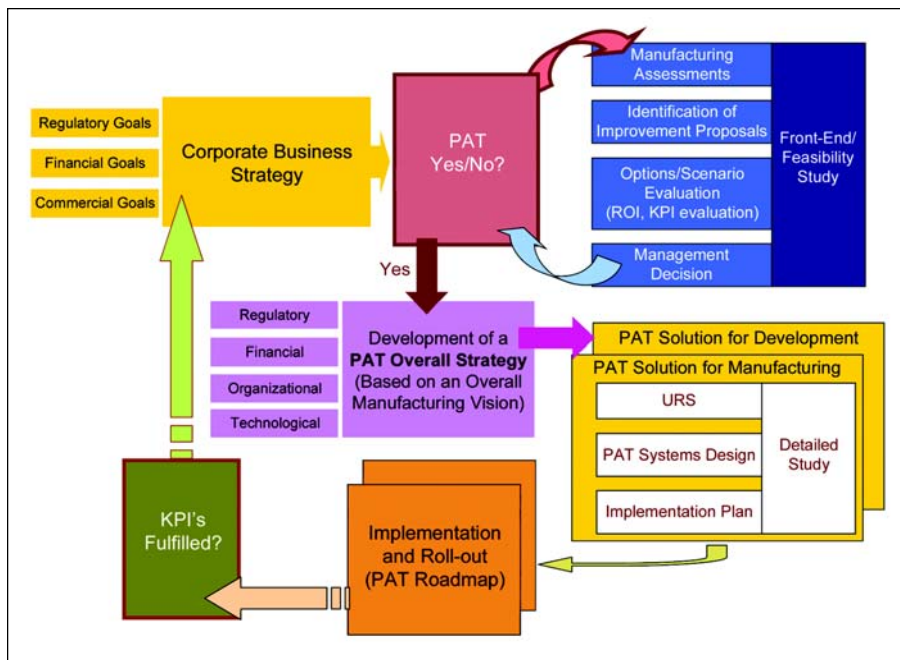 Regulatory Goals
Financial Goals
Commercial Goals
Corporate Business
Strategy
PAT
Yes/No?
Manufacturing
Assessments
Identification of
Improvement Proposals
Options/Scenario
Evaluation
(ROI, KPI evaluation)
Management
Decision
Front-End/
Feasibility
Study
Yes
Regulatory
Financial
Organizational
Technological
Development of a
PAT Overall Strategy
(Based on an Overall
Manufacturing Vision)
PAT Solution for Development
PAT Solution for Manufacturing
URS
PAT Systems Design
Implementation Plan
Detailed
Study
Implementation
and Roll-out
(PAT Roadmap)
KPI's
Fulfilled?